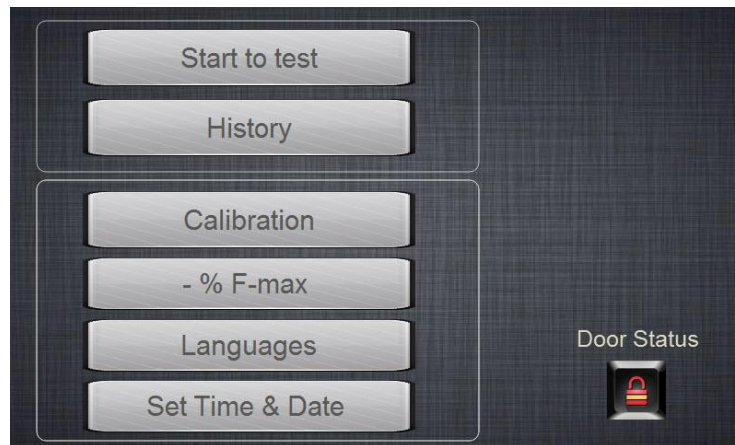 Start to test
History
Calibration
- % F-max
Languages
Set Time & Date
Door Status